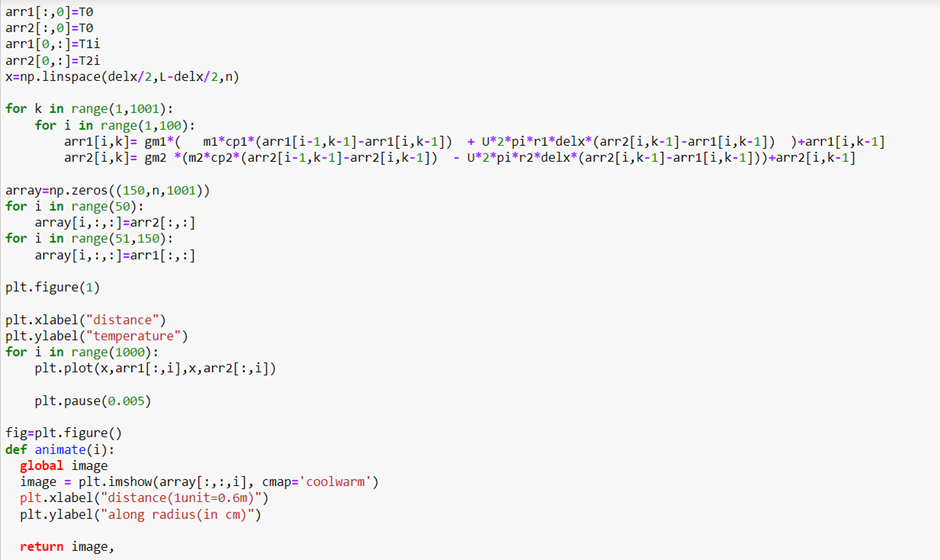 arr1[:,0]=T0
arr2[:,0]=T0
arr1[0,:]=T1i
arr2[0,:]=T2i
x=np.linspace(delx/2,L-delx/2,n)
for k in range(1,1001):
    for i in range(1,100):
        arr1[i,k]= gm1*(   m1*cp1*(arr1[i-1,k-1]-arr1[i,k-1])  + U*2*pi*r1*delx*(arr2[i,k-1]-arr1[i,k-1])  )+arr1[i,k-1]
        arr2[i,k]= gm2 *(m2*cp2*(arr2[i-1,k-1]-arr2[i,k-1])  - U*2*pi*r2*delx*(arr2[i,k-1]-arr1[i,k-1]))+arr2[i,k-1]
array=np.zeros((150,n,1001))
for i in range(50):
    array[i,:,:]=arr2[:,:]
for i in range(51,150):
    array[i,:,:]=arr1[:,:]
plt.figure(1)
plt.xlabel("distance")
plt.ylabel("temperature")
for i in range(1000):
    plt.plot(x,arr1[:,i],x,arr2[:,i])
    plt.pause(0.005)
fig=plt.figure()
def animate(i):
  global image
  image = plt.imshow(array[:,:,i], cmap='coolwarm')
  plt.xlabel("distance(1unit=0.6m)")
  plt.ylabel("along radius(in cm)")
  return image,